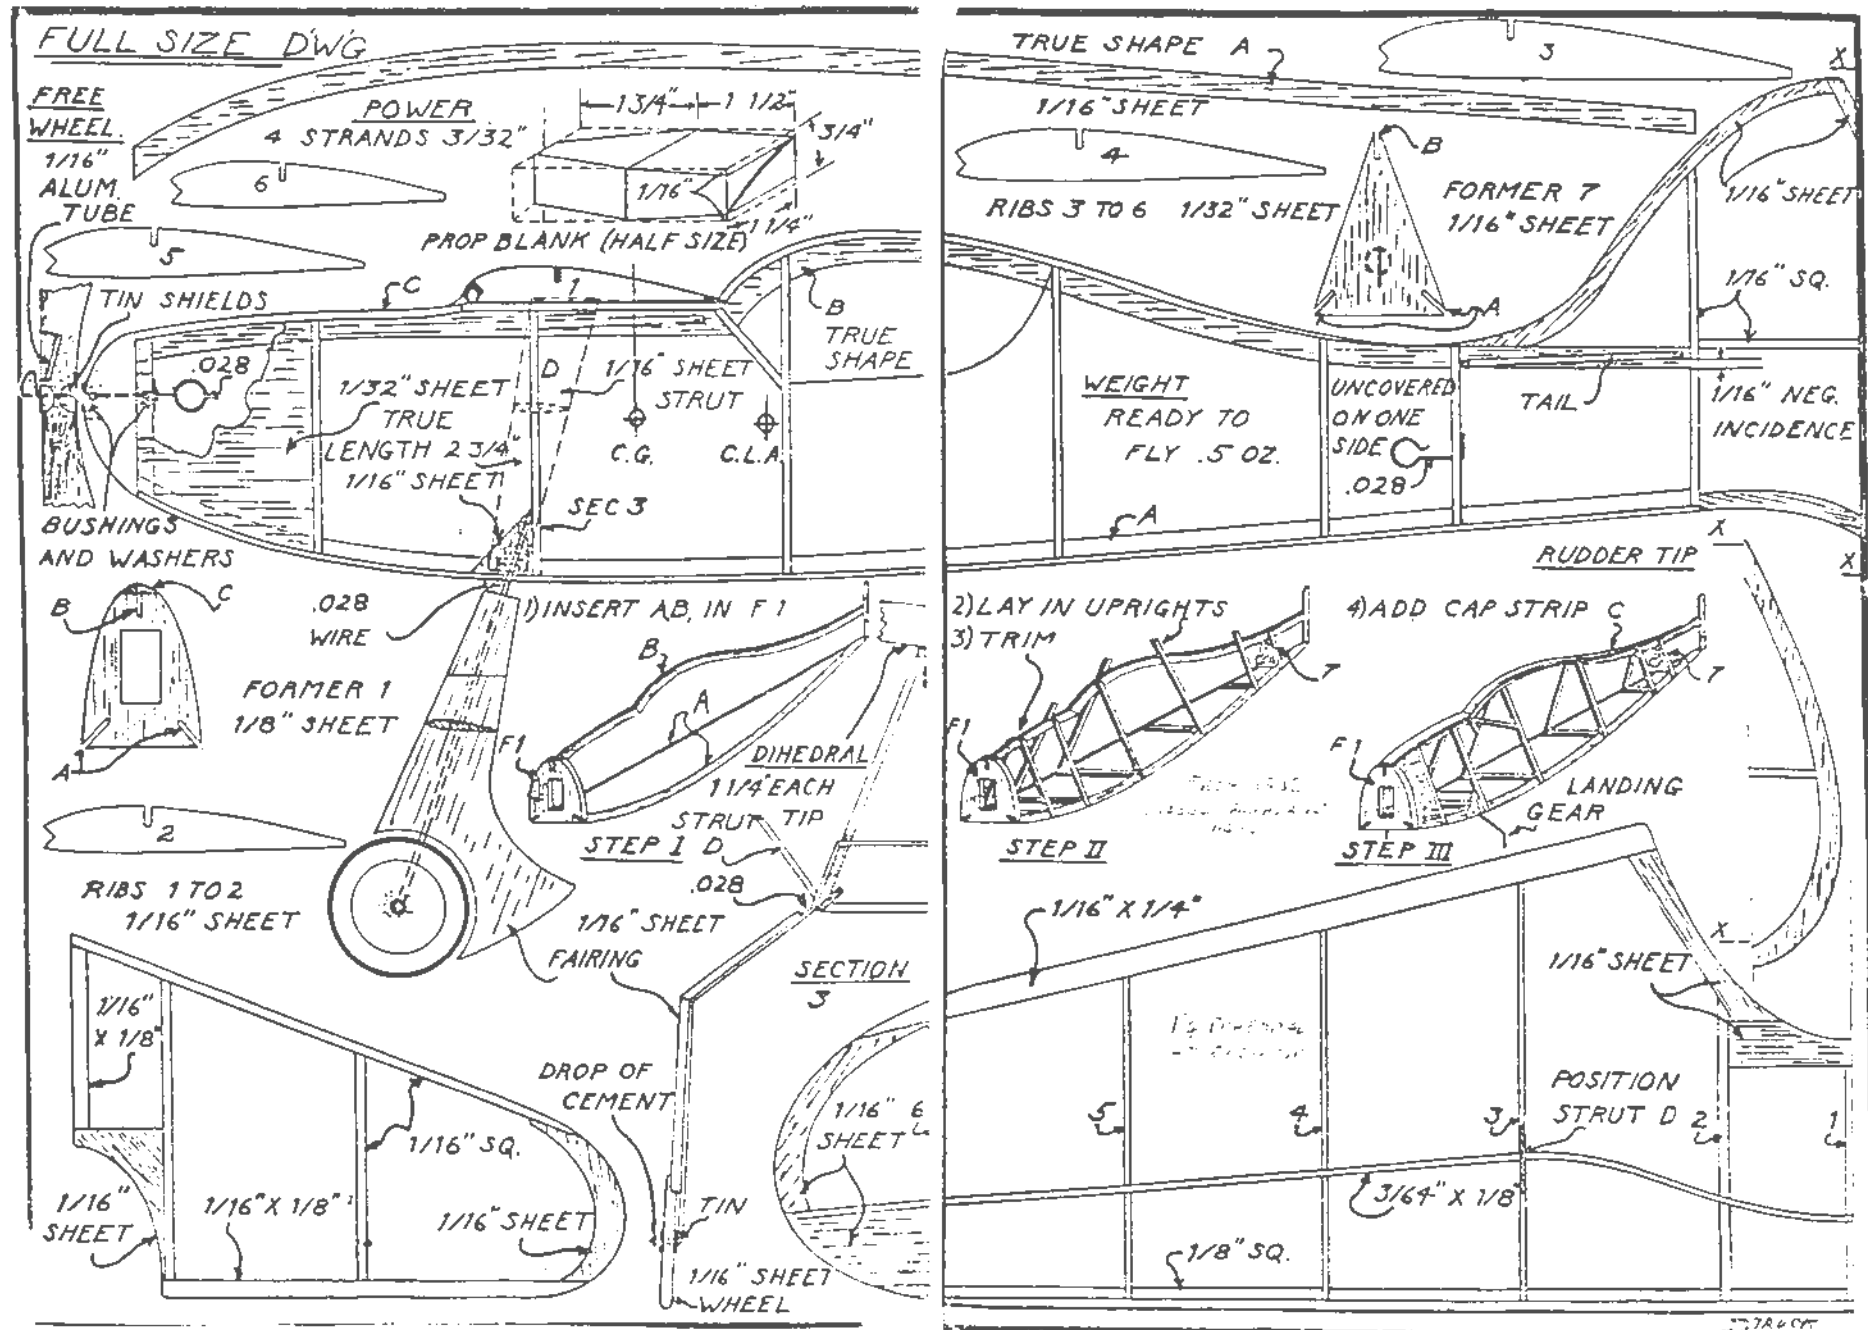 FULL SIZE D'W'G
FREE
WHEEL
1/16"
ALUM.
TUBE
POWER
4 STRANDS 3/32"
1 3/4"
1 1/2"
3/4"
1/16"
1 1/4"
PROP BLANK (HALF SIZE)
6
5
TIN SHIELDS
C
1
B
TRUE
SHAPE
.028
1/32" SHEET
TRUE
LENGTH 2 3/4"
1/16" SHEET
D
1/16" SHEET
STRUT
C.G.
C.L.A.
SEC 3
BUSHINGS
AND WASHERS
B
C
A
FORMER 1
1/8" SHEET
.028
WIRE
1) INSERT AB, IN F 1
B
A
F1
STEP I
DIHEDRAL
1 1/4" EACH
TIP
STRUT
D
.028
2
RIBS 1 TO 2
1/16" SHEET
1/16" SHEET
FAIRING
SECTION
3
1/16"
X 1/8"
1/16" SQ.
1/16" X 1/8"
1/16"
SHEET
1/16" SHEET
DROP OF
CEMENT
TIN
1/16" SHEET
WHEEL
1/16"
SHEET
6
TRUE SHAPE A
1/16" SHEET
3
X
4
RIBS 3 TO 6 1/32" SHEET
B
FORMER 7
1/16" SHEET
A
1/16" SHEET
1/16" SQ.
WEIGHT
READY TO
FLY .5 OZ.
UNCOVERED
ON ONE
SIDE
.028
TAIL
1/16" NEG.
INCIDENCE
A
X
RUDDER TIP
X
2) LAY IN UPRIGHTS
3) TRIM
7
F1
STEP II
4) ADD CAP STRIP C
7
F1
LANDING
GEAR
STEP III
1/16" X 1/4"
X
1/16" SHEET
POSITION
STRUT D
5
4
3
2
1
3/64" X 1/8"
1/8" SQ.